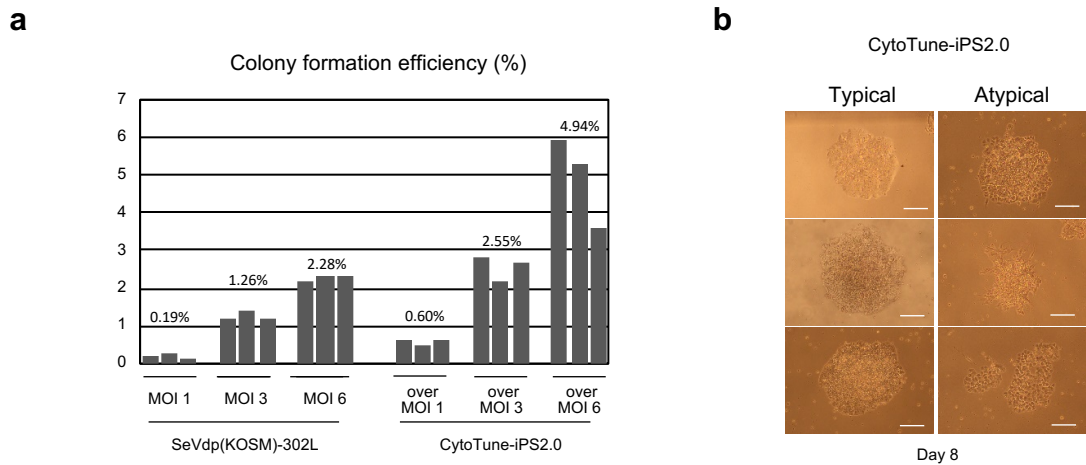 a
Colony formation efficiency (%)
7
6
5
4
3
2
1
0
0.19%
1.26%
2.28%
0.60%
2.55%
4.94%
MOI 1
MOI 3
MOI 6
over
MOI 1
over
MOI 3
over
MOI 6
SeVdp(KOSM)-302L
CytoTune-iPS2.0
b
CytoTune-iPS2.0
Typical
Atypical
Day 8